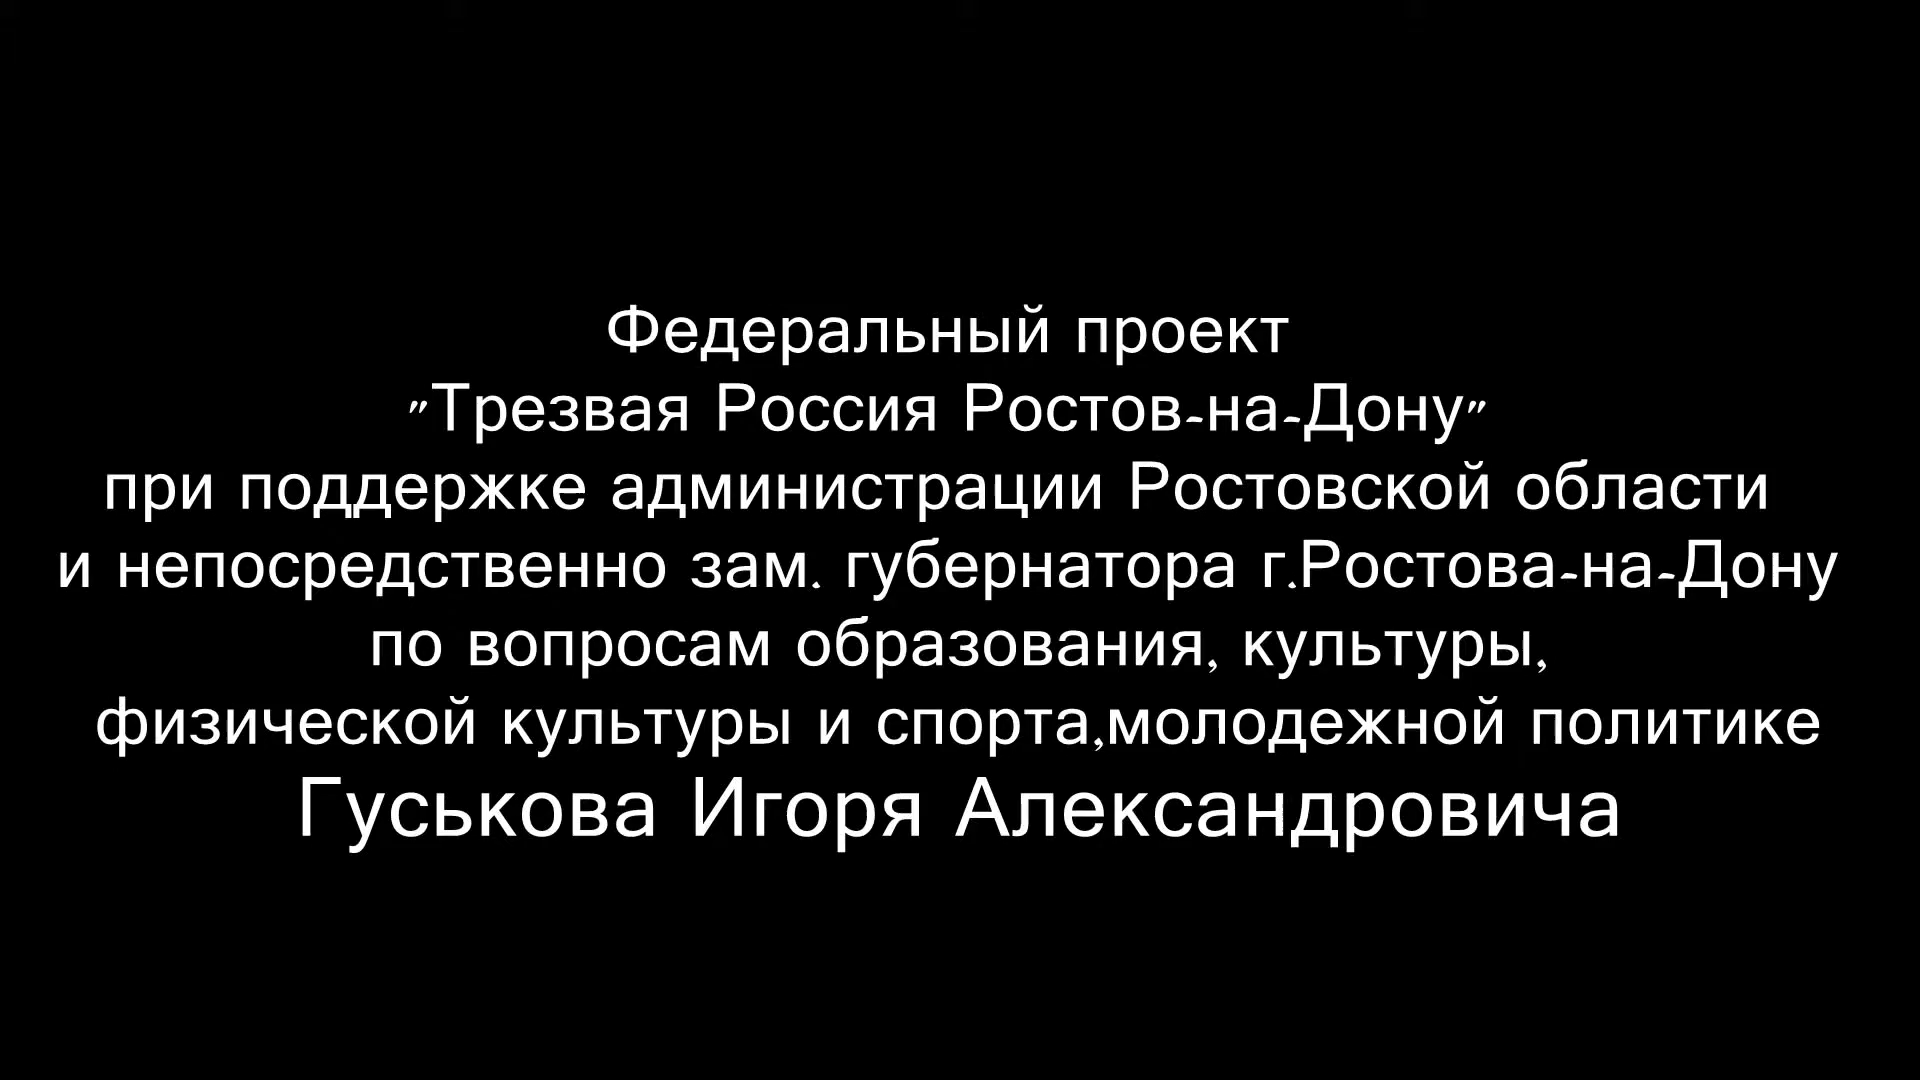 Федеральный проект
"Трезвая Россия Ростов-на-Дону"
при поддержке администрации Ростовской области
и непосредственно зам. губернатора г.Ростова-на-Дону
по вопросам образования, культуры,
физической культуры и спорта,молодежной политике
Гуськова Игоря Александровича